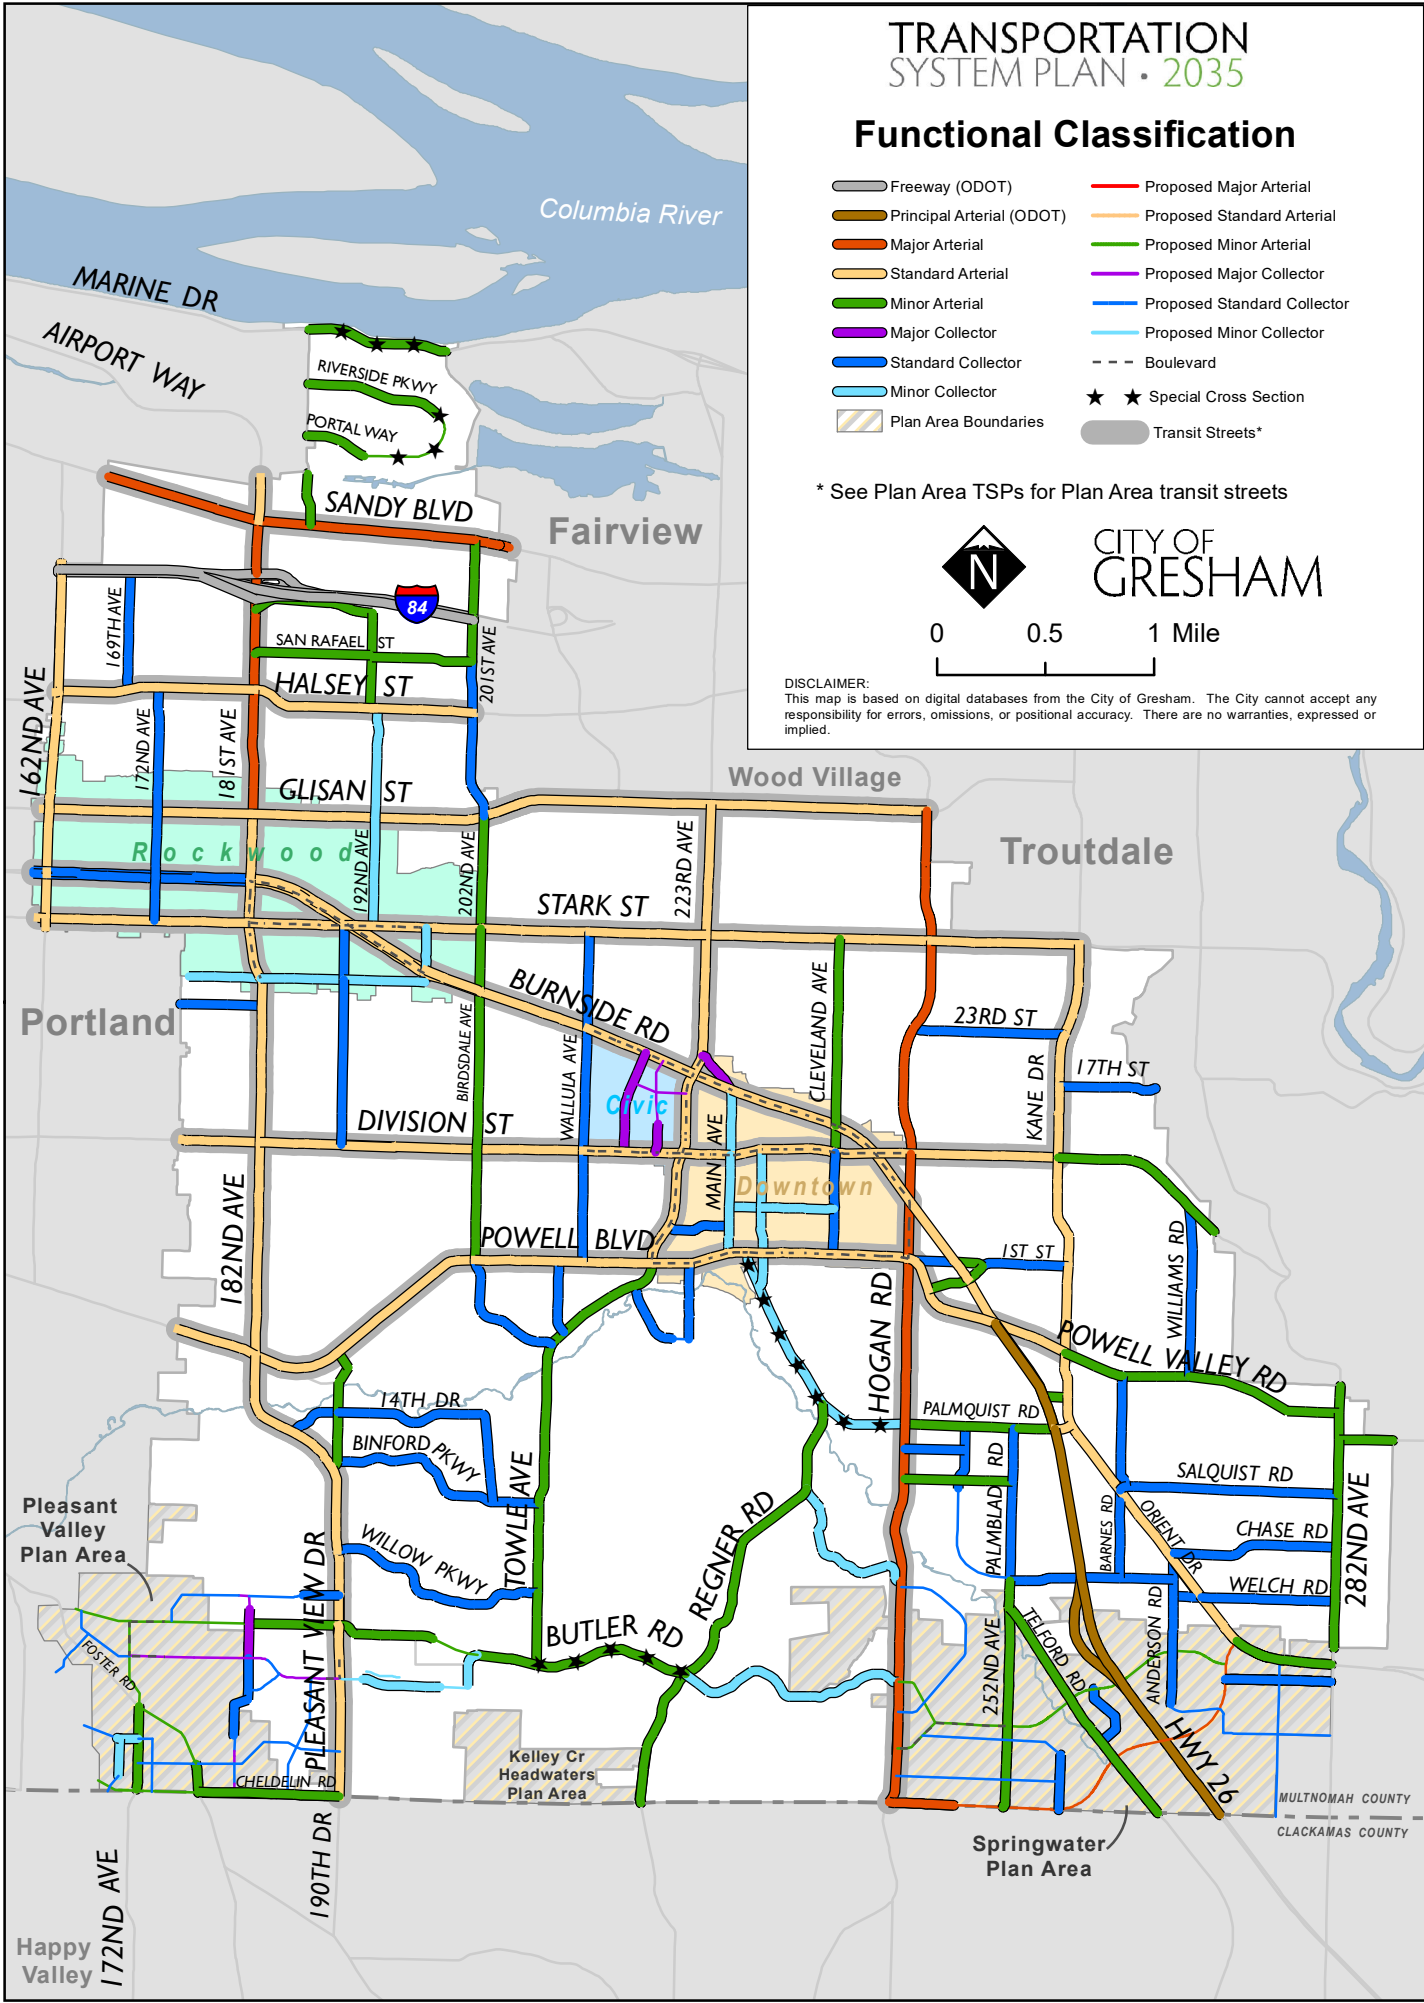 TRANSPORTATION
SYSTEM PLAN • 2035
Functional Classification
Freeway (ODOT)
Principal Arterial (ODOT)
Major Arterial
Standard Arterial
Minor Arterial
Major Collector
Standard Collector
Minor Collector
Plan Area Boundaries
Proposed Major Arterial
Proposed Standard Arterial
Proposed Minor Arterial
Proposed Major Collector
Proposed Standard Collector
Proposed Minor Collector
Boulevard
Special Cross Section
Transit Streets*
* See Plan Area TSPs for Plan Area transit streets
N
CITY OF
GRESHAM
0 0.5 1 Mile
DISCLAIMER:
This map is based on digital databases from the City of Gresham. The City cannot accept any
responsibility for errors, omissions, or positional accuracy. There are no warranties, expressed or
implied.
Columbia River
MARINE DR
AIRPORT WAY
RIVERSIDE PKWY
PORTAL WAY
SANDY BLVD
Fairview
84
169TH AVE
SAN RAFAEL ST
201ST AVE
HALSEY ST
162ND AVE
172ND AVE
181ST AVE
GLISAN ST
Wood Village
Rockwood
192ND AVE
202ND AVE
223RD AVE
Troutdale
STARK ST
BURNSIDE RD
CLEVELAND AVE
Portland
23RD ST
BIRDSDALE AVE
WALLULA AVE
KANE DR
17TH ST
Civic
DIVISION ST
MAIN AVE
Downtown
182ND AVE
POWELL BLVD
1ST ST
WILLIAMS RD
HOGAN RD
POWELL VALLEY RD
14TH DR
PALMQUIST RD
BINFORD PKWY
TOWLE AVE
PALMBLAD RD
SALQUIST RD
282ND AVE
Pleasant
Valley
Plan Area
REGNER RD
BARNES RD
ORIENT DR
CHASE RD
WILLOW PKWY
WELCH RD
PLEASANT VIEW DR
BUTLER RD
252ND AVE
TELFORD RD
ANDERSON RD
FOSTER RD
HWY 26
Kelley Cr
Headwaters
Plan Area
CHELDELIN RD
MULTNOMAH COUNTY
CLACKAMAS COUNTY
Springwater
Plan Area
190TH DR
172ND AVE
Happy
Valley